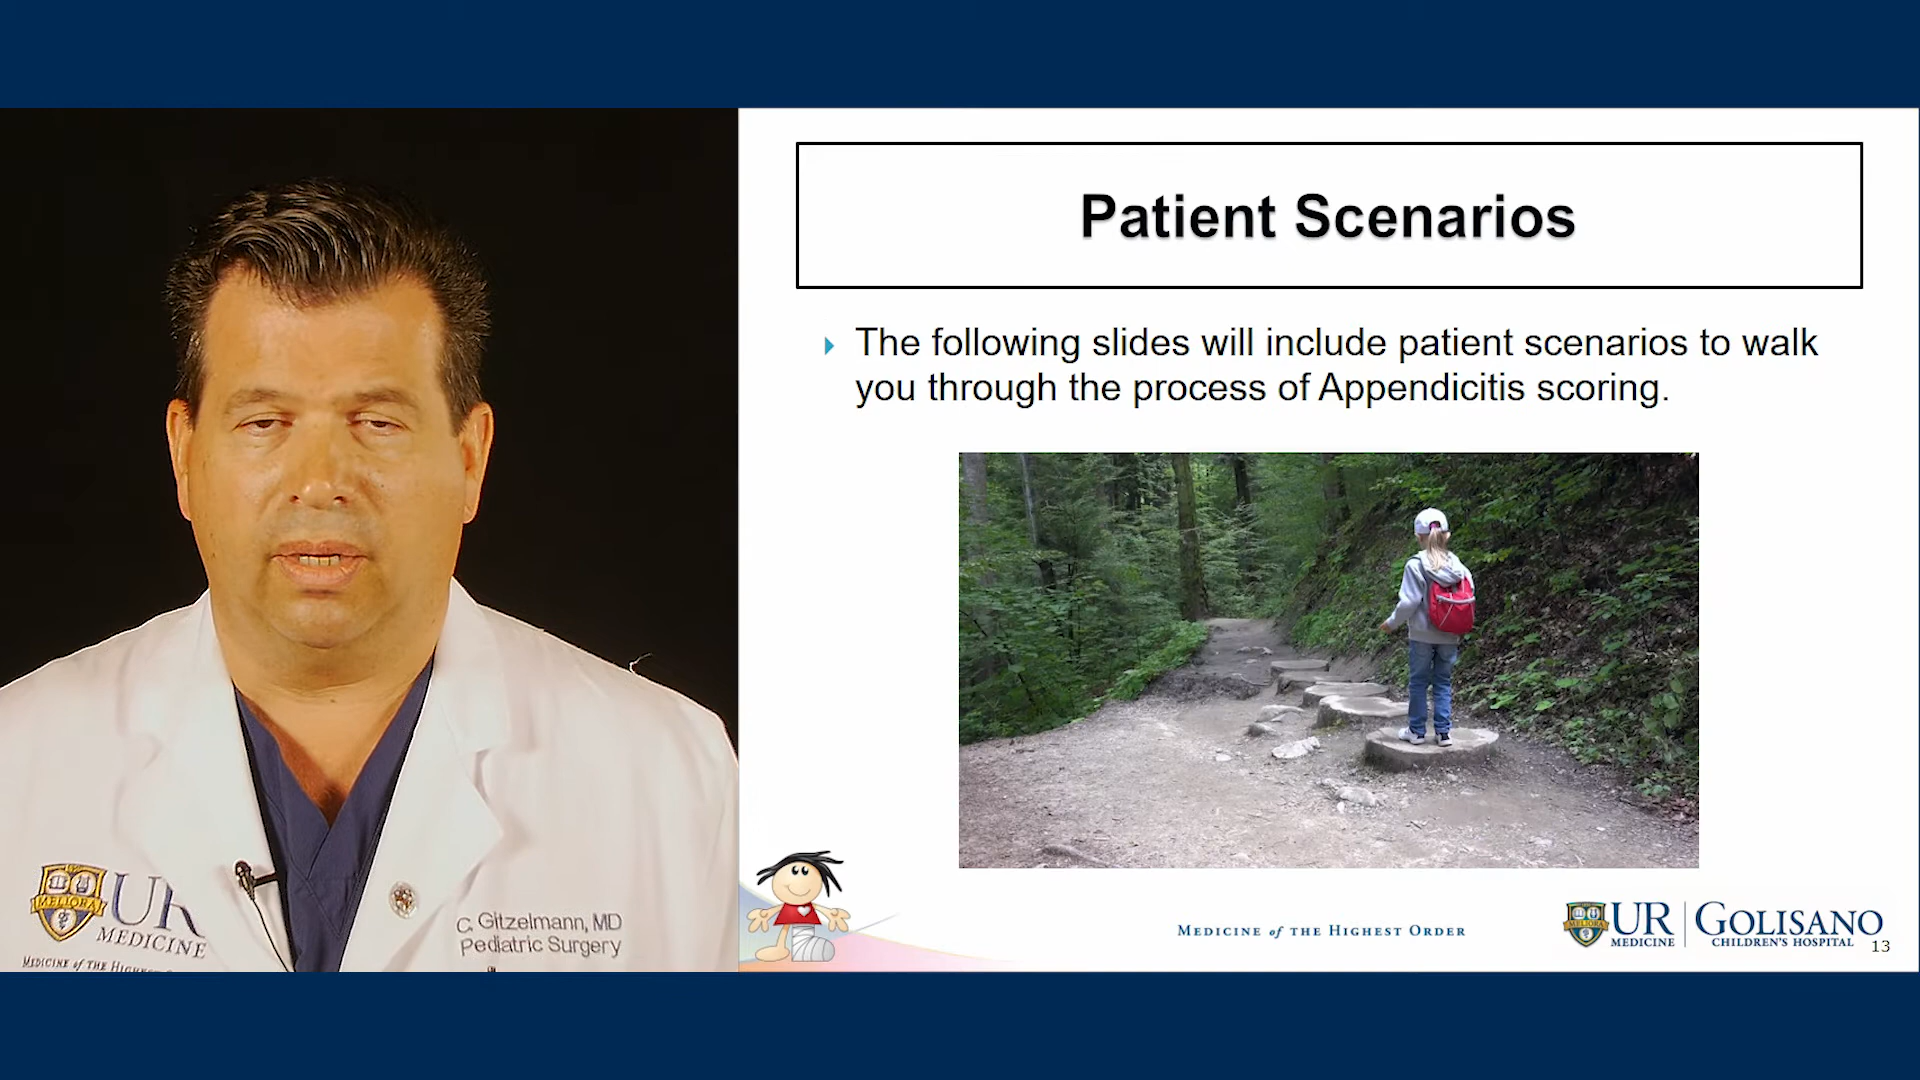 Patient Scenarios
The following slides will include patient scenarios to walk
you through the process of Appendicitis scoring.
MELIORA
UR
MEDICINE
MEDICINE of THE
C. Gitzelmann, MD
Pediatric Surgery
MEDICINE of THE HIGHEST ORDER
MELIORA
UR
MEDICINE
GOLISANO
CHILDREN'S HOSPITAL
13